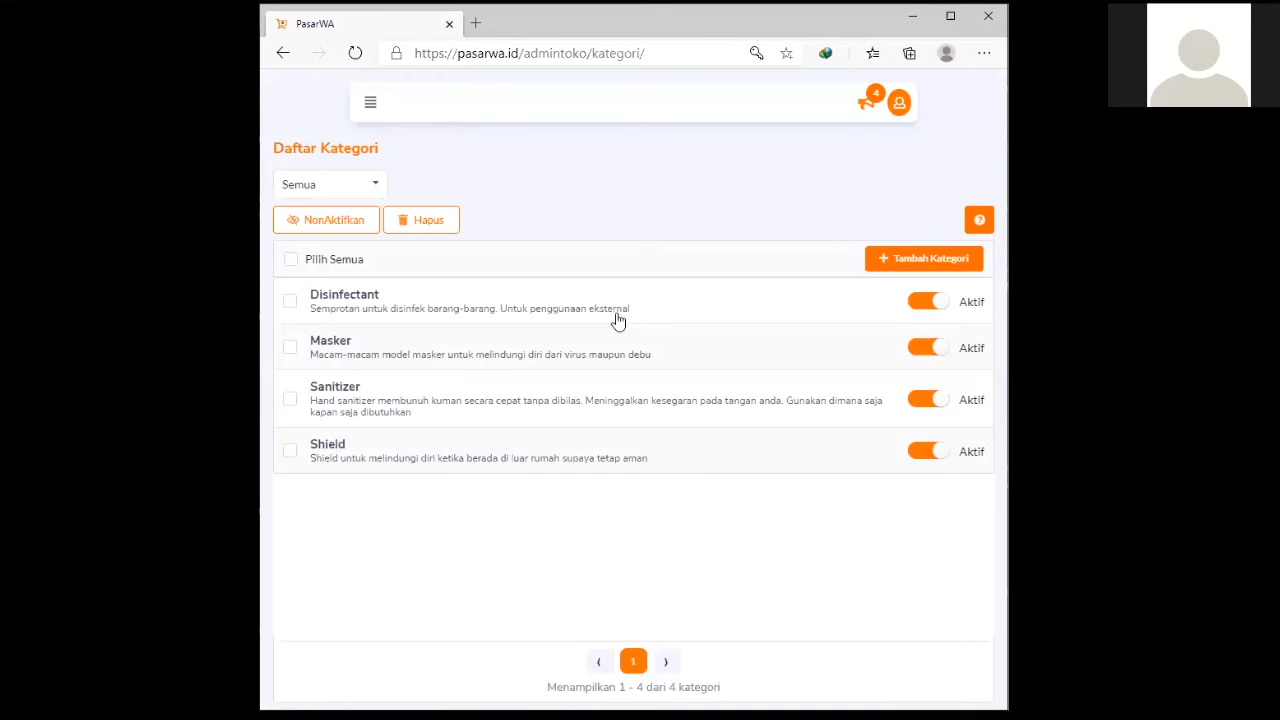 PasarWA
https://pasarwa.id/admintoko/kategori/
4
Daftar Kategori
Semua
NonAktifkan
Hapus
?
Pilih Semua
+ Tambah Kategori
Disinfectant
Semprotan untuk disinfek barang-barang. Untuk penggunaan eksternal
Aktif
Masker
Macam-macam model masker untuk melindungi diri dari virus maupun debu
Aktif
Sanitizer
Hand sanitizer membunuh kuman secara cepat tanpa dibilas. Meninggalkan kesegaran pada tangan anda. Gunakan dimana saja
kapan saja dibutuhkan
Aktif
Shield
Shield untuk melindungi diri ketika berada di luar rumah supaya tetap aman
Aktif
‹ 1 ›
Menampilkan 1 - 4 dari 4 kategori